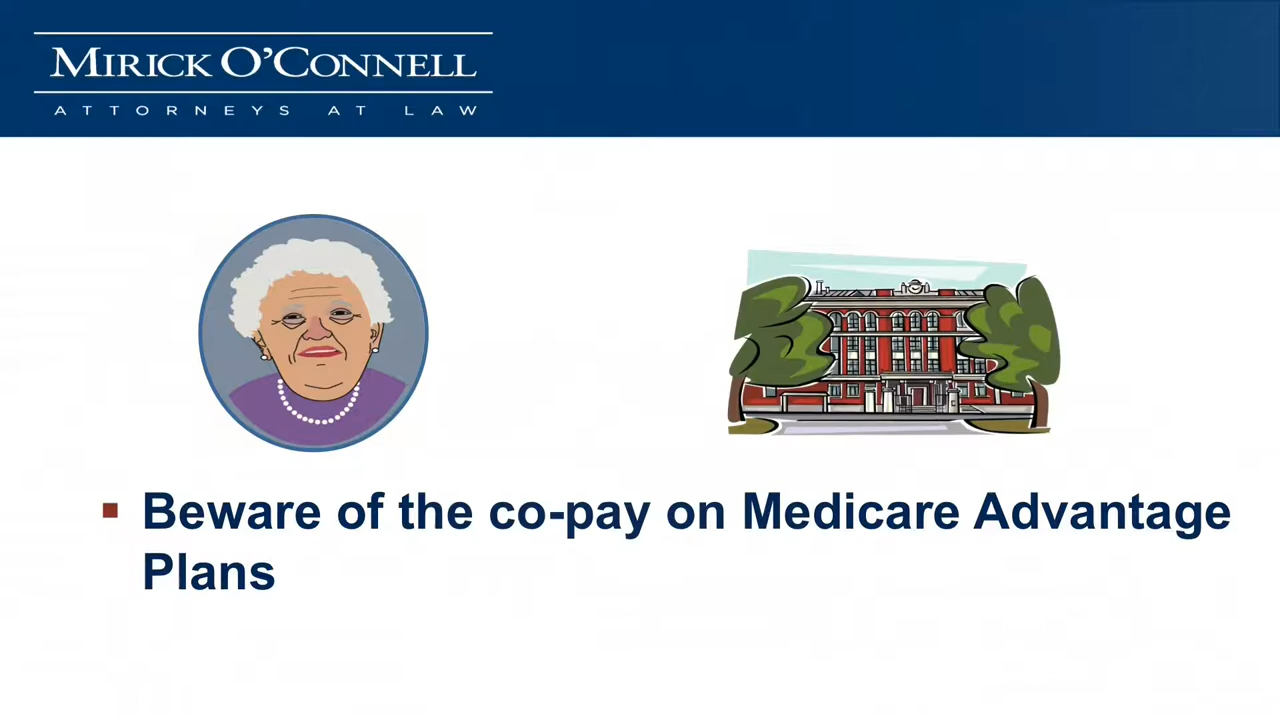 MIRICK O'CONNELL
ATTORNEYS AT LAW
Beware of the co-pay on Medicare Advantage
Plans